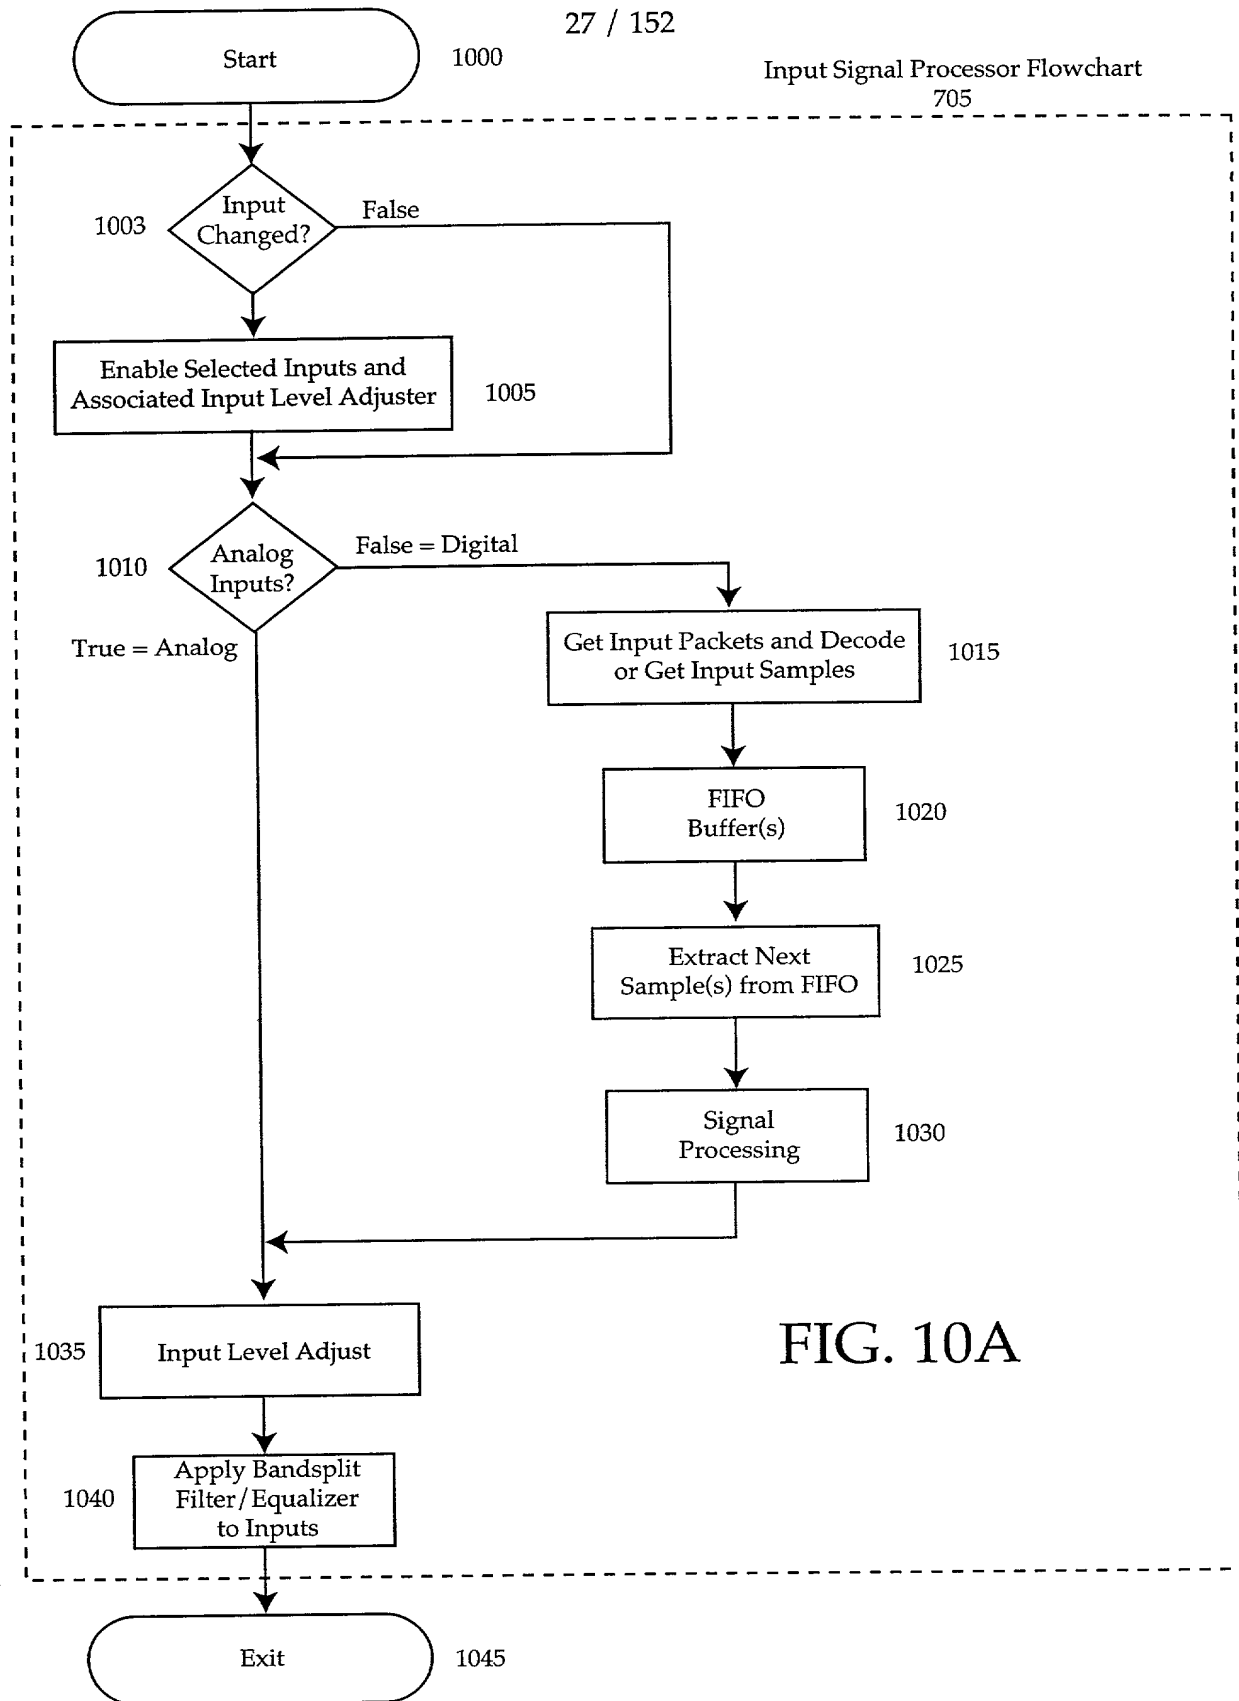 27 / 152
Start
1000
Input Signal Processor Flowchart
705
Input
Changed?
1003
False
Enable Selected Inputs and
Associated Input Level Adjuster
1005
Analog
Inputs?
1010
False = Digital
True = Analog
Get Input Packets and Decode
or Get Input Samples
1015
FIFO
Buffer(s)
1020
Extract Next
Sample(s) from FIFO
1025
Signal
Processing
1030
1035
Input Level Adjust
FIG. 10A
1040
Apply Bandsplit
Filter/Equalizer
to Inputs
Exit
1045